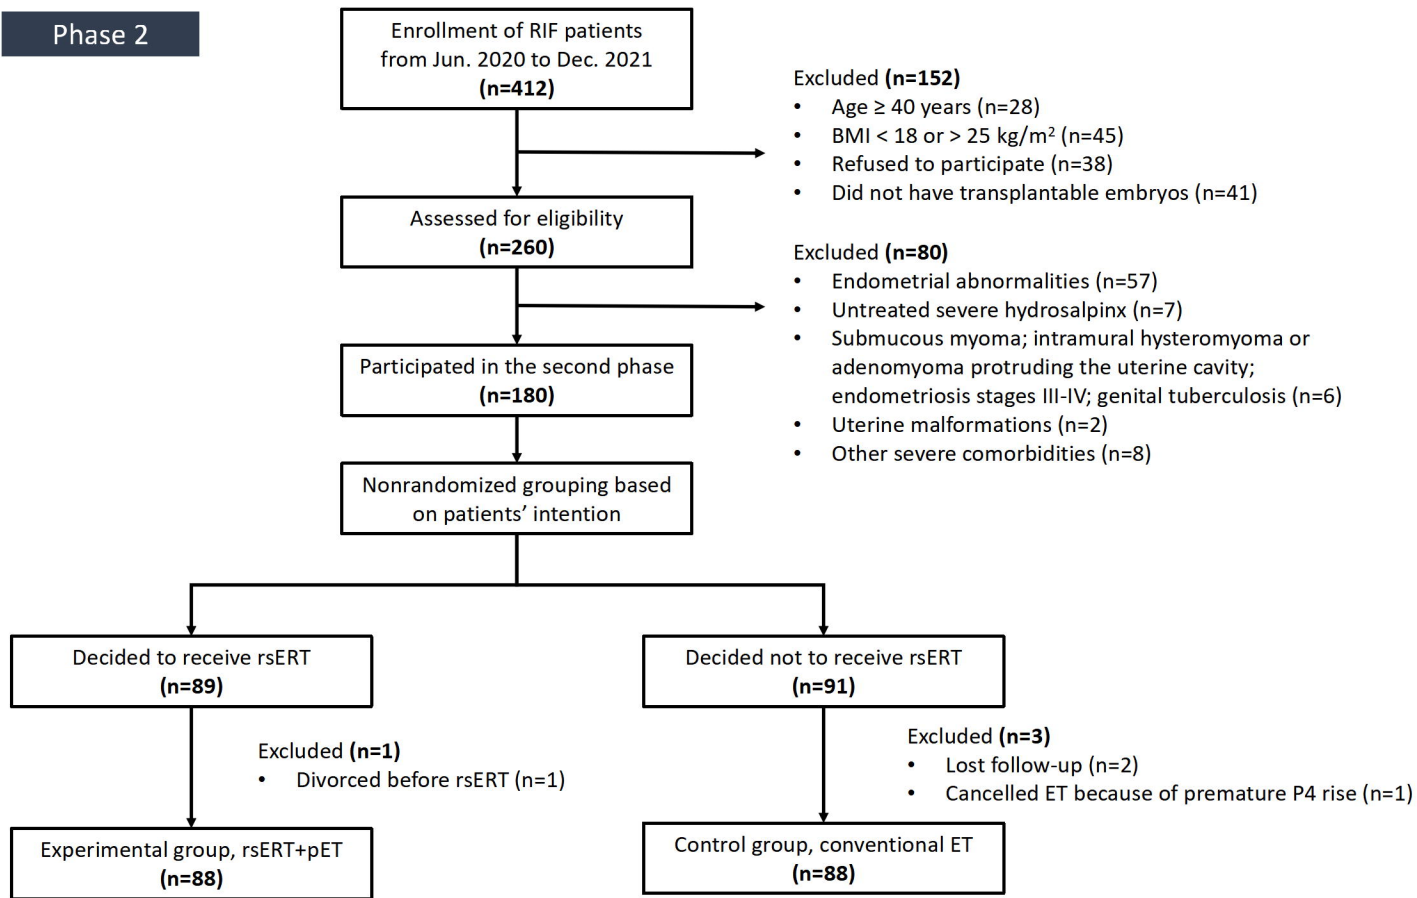 Phase 2
Enrollment of RIF patients
from Jun. 2020 to Dec. 2021
(n=412)
Excluded (n=152)
• Age ≥ 40 years (n=28)
• BMI < 18 or > 25 kg/m² (n=45)
• Refused to participate (n=38)
• Did not have transplantable embryos (n=41)
Assessed for eligibility
(n=260)
Excluded (n=80)
• Endometrial abnormalities (n=57)
• Untreated severe hydrosalpinx (n=7)
• Submucous myoma; intramural hysteromyoma or
adenomyoma protruding the uterine cavity;
endometriosis stages III-IV; genital tuberculosis (n=6)
• Uterine malformations (n=2)
• Other severe comorbidities (n=8)
Participated in the second phase
(n=180)
Nonrandomized grouping based
on patients’ intention
Decided to receive rsERT
(n=89)
Decided not to receive rsERT
(n=91)
Excluded (n=1)
• Divorced before rsERT (n=1)
Excluded (n=3)
• Lost follow-up (n=2)
• Cancelled ET because of premature P4 rise (n=1)
Experimental group, rsERT+pET
(n=88)
Control group, conventional ET
(n=88)